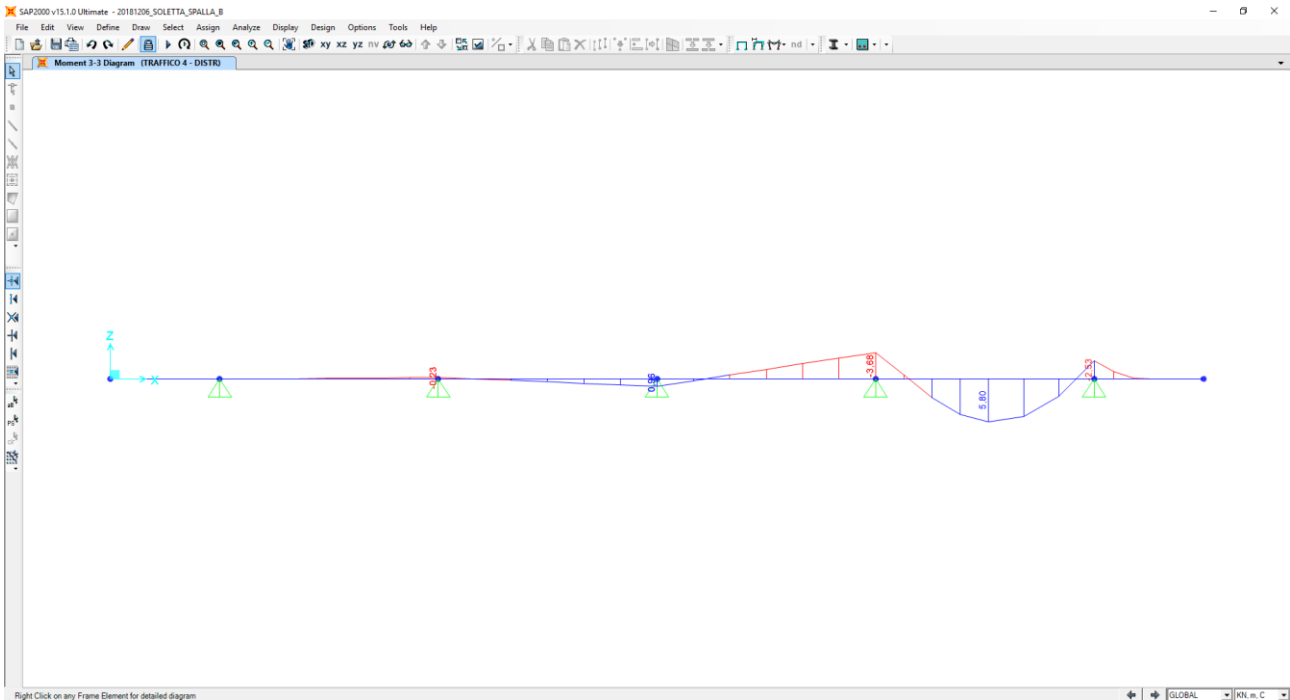 SAP2000 v15.1.0 Ultimate - 20181206_SOLETTA_SPALLA_B
File Edit View Define Draw Select Assign Analyze Display Design Options Tools Help
xy xz yz nv nd
Moment 3-3 Diagram (TRAFFICO 4 - DISTR)
Z
X
-0.23
0.96
-3.68
5.80
-2.53
Right Click on any Frame Element for detailed diagram
GLOBAL
KN, m, C